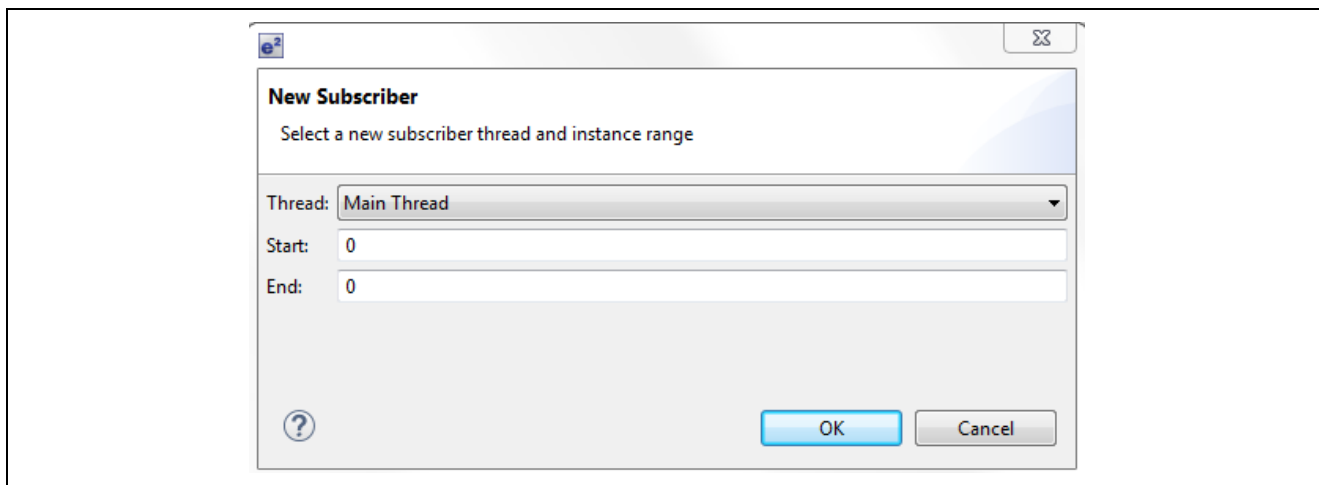 e²
New Subscriber
Select a new subscriber thread and instance range
Thread: Main Thread
Start: 0
End: 0
?
OK Cancel